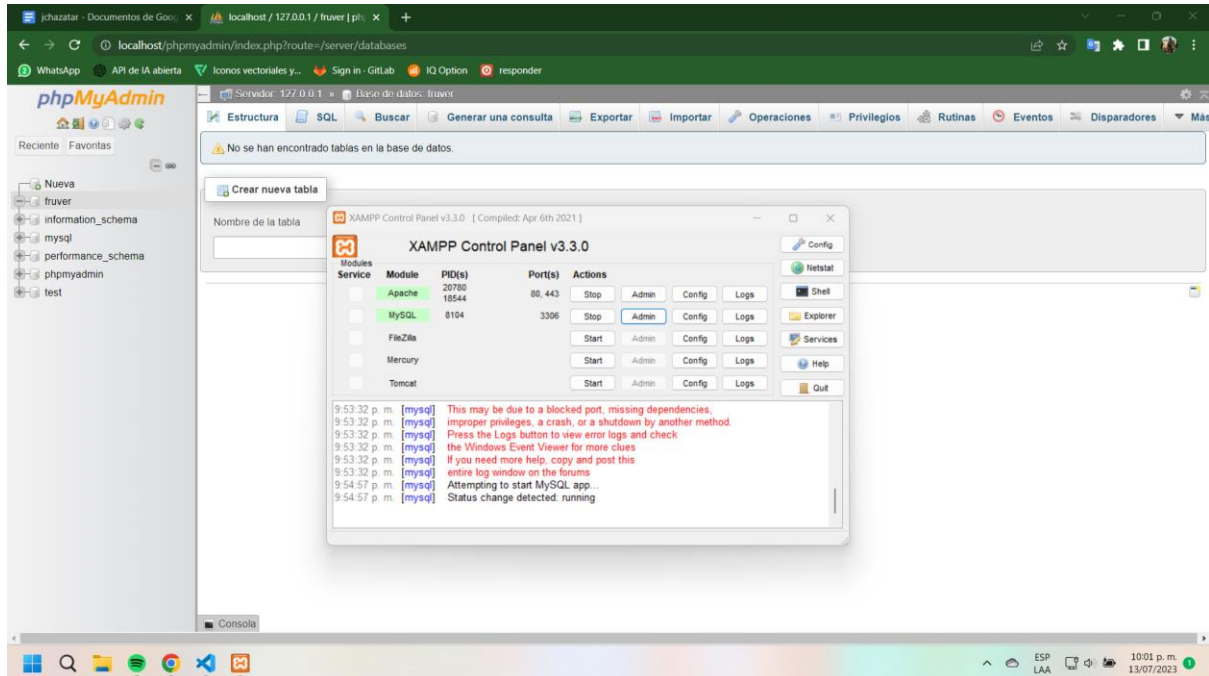 jchazatar - Documentos de Goo
localhost / 127.0.0.1 / fruver | ph
localhost/phpmyadmin/index.php?route=/server/databases
WhatsApp API de IA abierta Iconos vectoriales y... Sign in · GitLab IQ Option responder
phpMyAdmin
Reciente Favoritas
Nueva
fruver
information_schema
mysql
performance_schema
phpmyadmin
test
Servidor: 127.0.0.1 » Base de datos: fruver
Estructura SQL Buscar Generar una consulta Exportar Importar Operaciones Privilegios Rutinas Eventos Disparadores Más
No se han encontrado tablas en la base de datos.
Crear nueva tabla
Nombre de la tabla
XAMPP Control Panel v3.3.0 [ Compiled: Apr 6th 2021 ]
XAMPP Control Panel v3.3.0
Modules
Service Module PID(s) Port(s) Actions
Apache 20780 18544 80, 443 Stop Admin Config Logs
MySQL 8104 3306 Stop Admin Config Logs
FileZilla Start Admin Config Logs
Mercury Start Admin Config Logs
Tomcat Start Admin Config Logs
Config
Netstat
Shell
Explorer
Services
Help
Quit
9:53:32 p. m. [mysql] This may be due to a blocked port, missing dependencies,
9:53:32 p. m. [mysql] improper privileges, a crash, or a shutdown by another method.
9:53:32 p. m. [mysql] Press the Logs button to view error logs and check
9:53:32 p. m. [mysql] the Windows Event Viewer for more clues
9:53:32 p. m. [mysql] If you need more help, copy and post this
9:53:32 p. m. [mysql] entire log window on the forums
9:54:57 p. m. [mysql] Attempting to start MySQL app...
9:54:57 p. m. [mysql] Status change detected: running
Consola
ESP
LAA
10:01 p. m.
13/07/2023
1